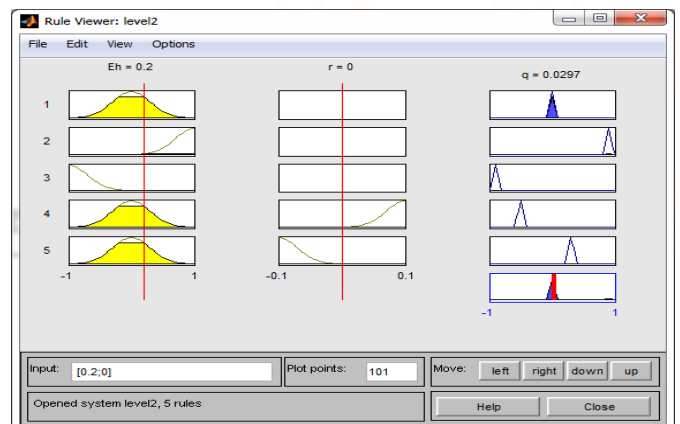 Rule Viewer: level2
File Edit View Options
Eh = 0.2 r = 0 q = 0.0297
1
2
3
4
5
-1 1 -0.1 0.1
-1 1
Input: [0.2;0] Plot points: 101 Move: left right down up
Opened system level2, 5 rules Help Close